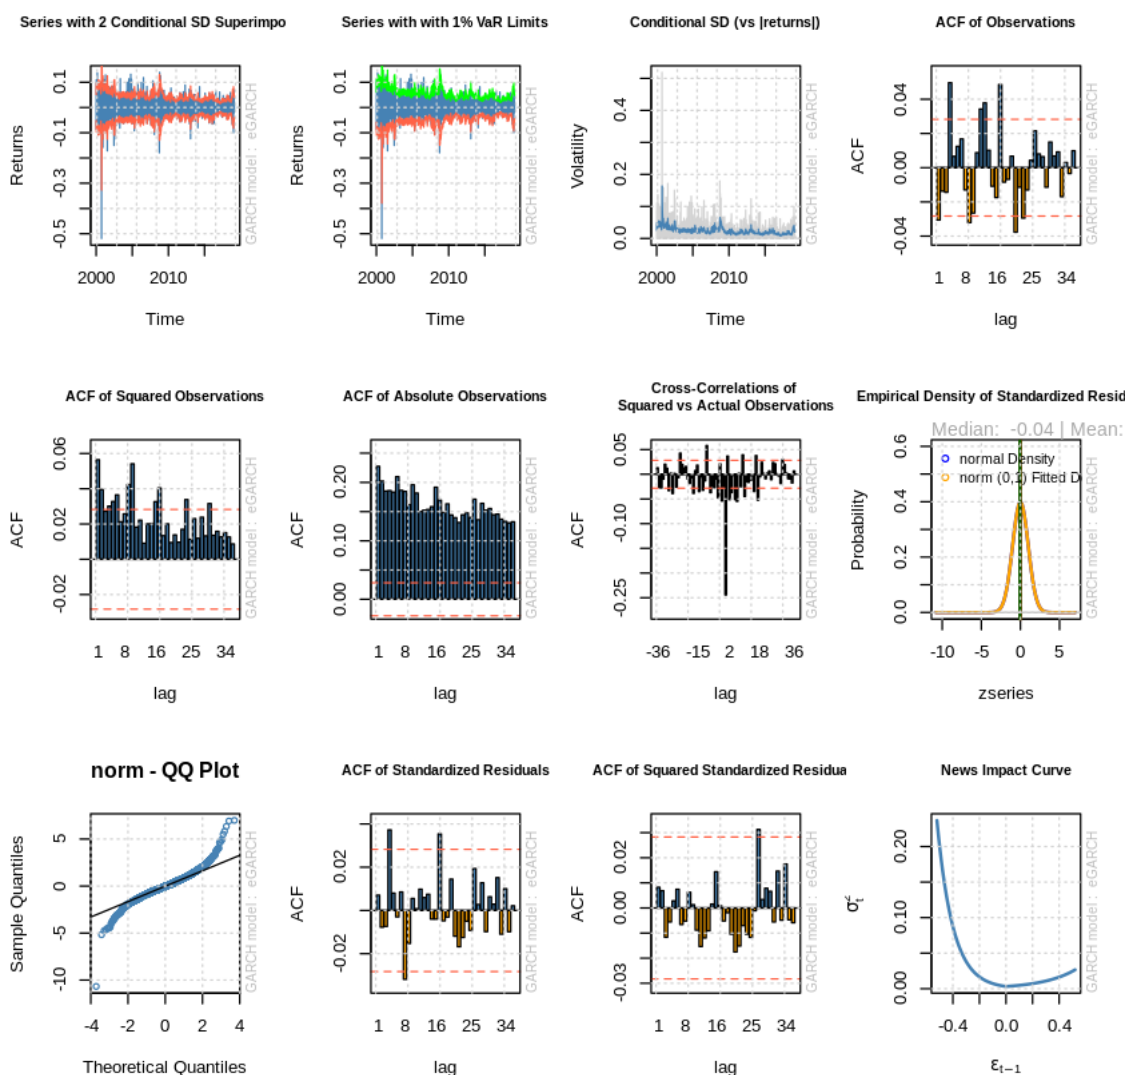 Series with 2 Conditional SD Superimpo
Returns
-0.5 -0.3 -0.1 0.1
2000 2010
Time
GARCH model : eGARCH
Series with with 1% VaR Limits
Returns
-0.5 -0.3 -0.1 0.1
2000 2010
Time
GARCH model : eGARCH
Conditional SD (vs |returns|)
Volatility
0.0 0.2 0.4
2000 2010
Time
GARCH model : eGARCH
ACF of Observations
ACF
-0.04 0.00 0.04
1 8 16 25 34
lag
GARCH model : eGARCH
ACF of Squared Observations
ACF
-0.02 0.02 0.06
1 8 16 25 34
lag
GARCH model : eGARCH
ACF of Absolute Observations
ACF
0.00 0.10 0.20
1 8 16 25 34
lag
GARCH model : eGARCH
Cross-Correlations of
Squared vs Actual Observations
ACF
-0.25 -0.10 0.05
-36 -15 2 18 36
lag
GARCH model : eGARCH
Empirical Density of Standardized Resid
Median: -0.04 | Mean:
normal Density
norm (0,1) Fitted D
Probability
0.0 0.2 0.4 0.6
-10 -5 0 5
zseries
GARCH model : eGARCH
norm - QQ Plot
Sample Quantiles
-10 -5 0 5
-4 -2 0 2 4
Theoretical Quantiles
GARCH model : eGARCH
ACF of Standardized Residuals
ACF
-0.02 0.00 0.02
1 8 16 25 34
lag
GARCH model : eGARCH
ACF of Squared Standardized Residua
ACF
-0.03 0.00 0.02
1 8 16 25 34
lag
GARCH model : eGARCH
News Impact Curve
0.00 0.10 0.20
-0.4 0.0 0.4
εt−1
GARCH model : eGARCH